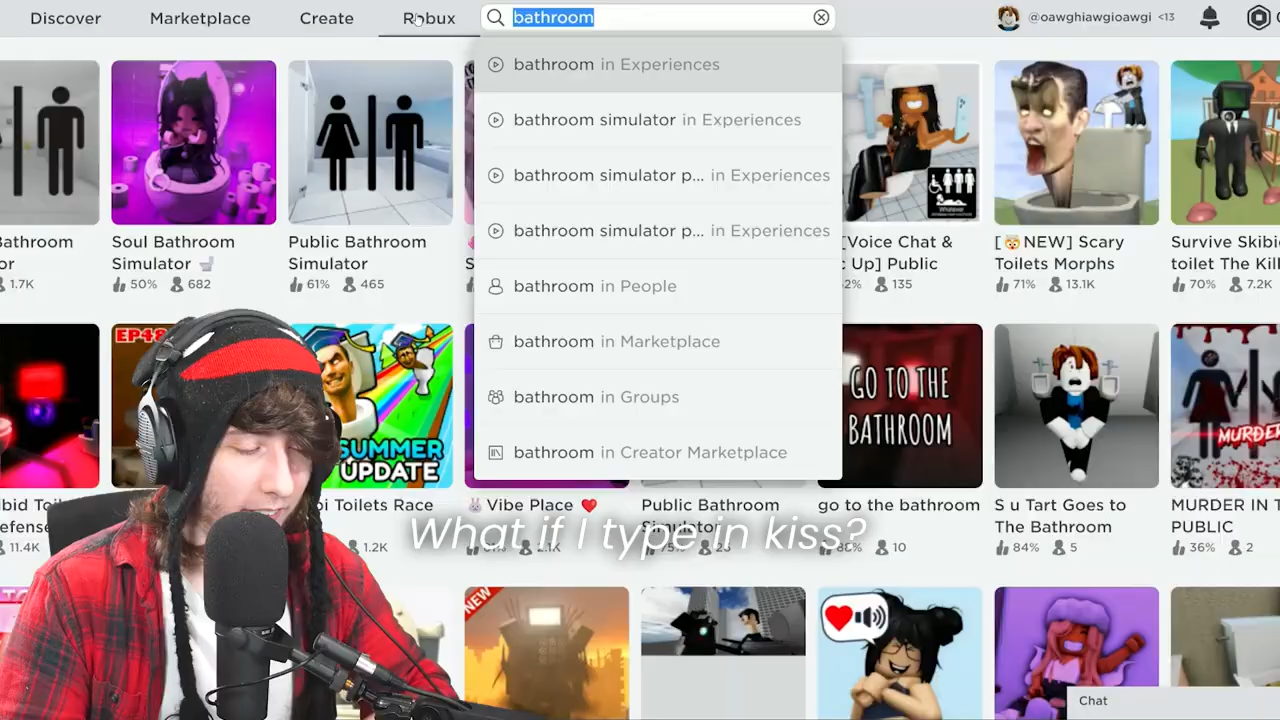 Discover
Marketplace
Create
Robux
bathroom
@oawghiawgioawgi <13
bathroom in Experiences
bathroom simulator in Experiences
bathroom simulator p... in Experiences
bathroom simulator p... in Experiences
bathroom in People
bathroom in Marketplace
bathroom in Groups
bathroom in Creator Marketplace
Bathroom
1.7K
Soul Bathroom
Simulator
50% 682
Public Bathroom
Simulator
61% 465
[Voice Chat &
Up] Public
135
[🤯NEW] Scary
Toilets Morphs
71% 13.1K
Survive Skibi
toilet The Kill
70% 7.2K
EP48
SUMMER
UPDATE
GO TO THE
BATHROOM
MURDER
11.4K
Toilets Race
1.2K
🐰 Vibe Place ❤️
2.1K
Public Bathroom
Simulator
75%
go to the bathroom
10
S u Tart Goes to
The Bathroom
84% 5
MURDER IN T
PUBLIC
36% 2
What if I type in kiss?
NEW
Chat